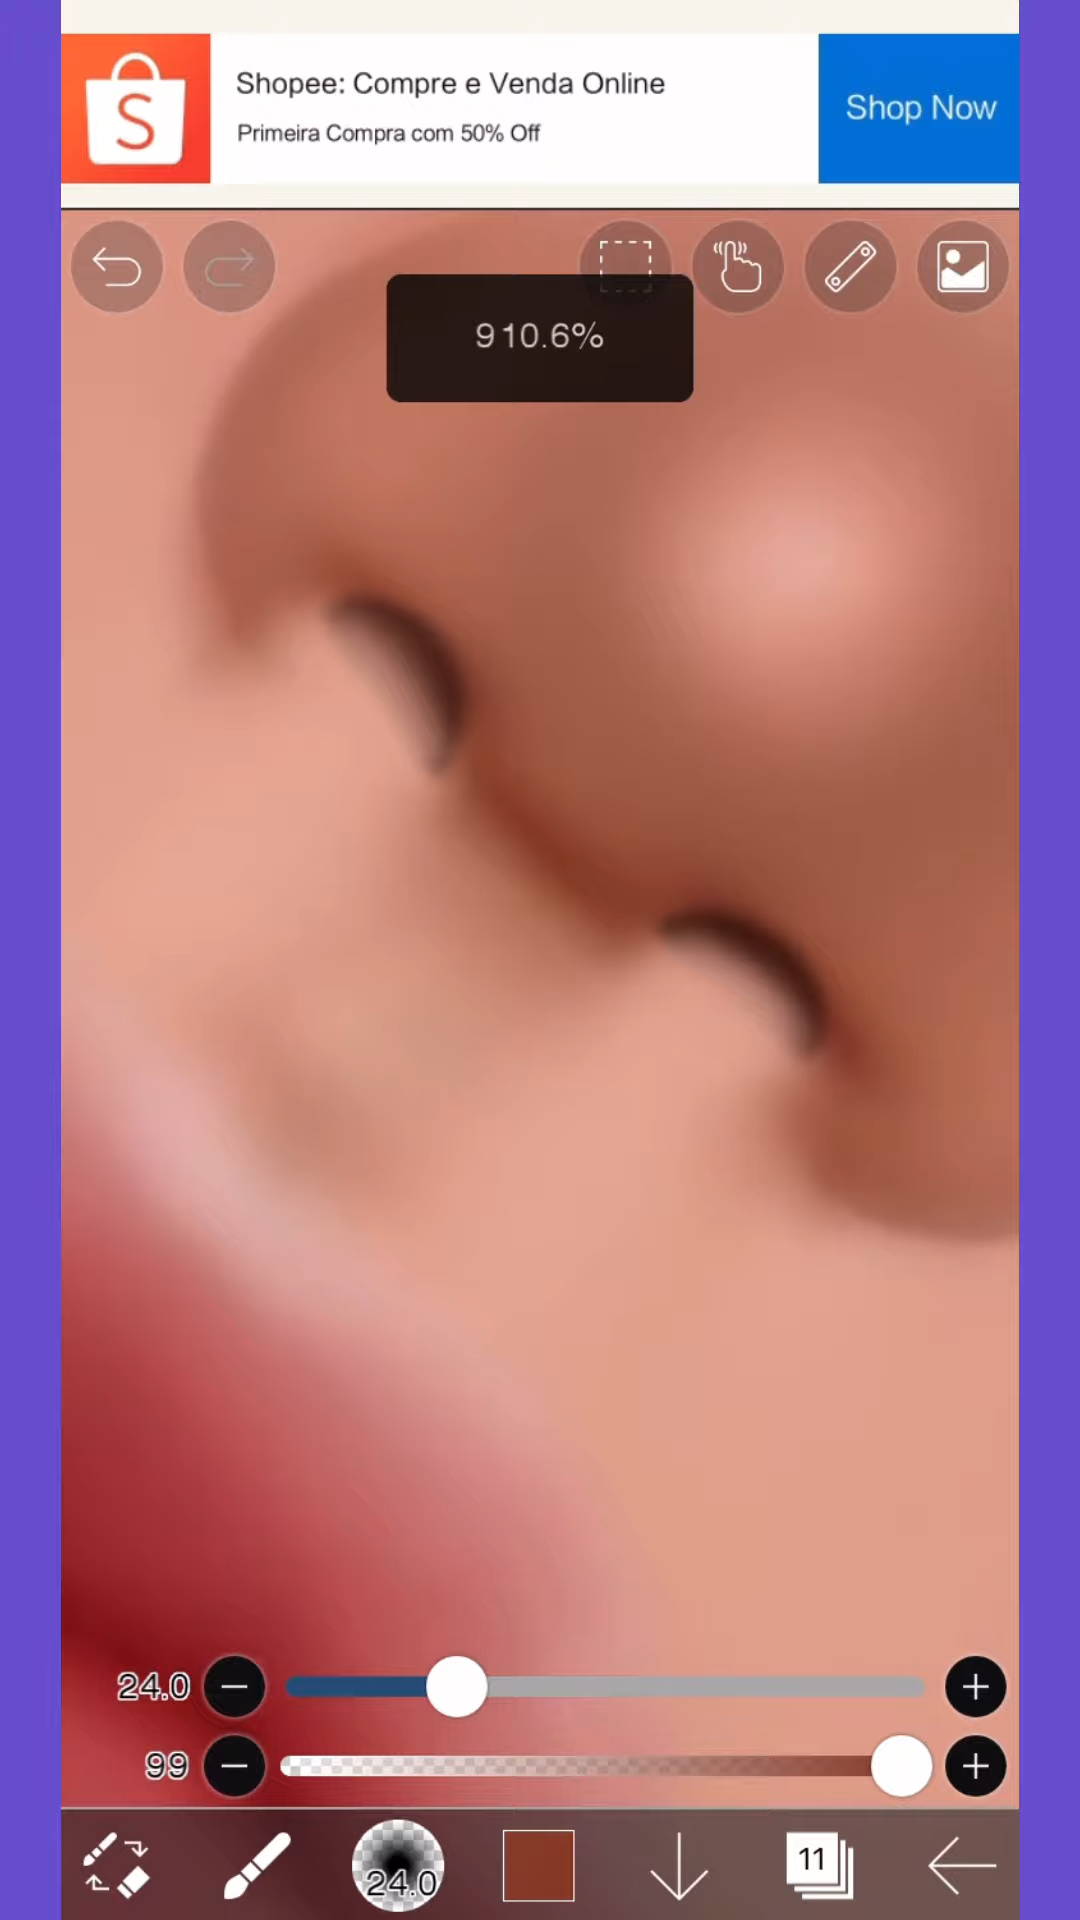 S
Shopee: Compre e Venda Online
Primeira Compra com 50% Off
Shop Now
910.6%
24.0
99
24.0
11